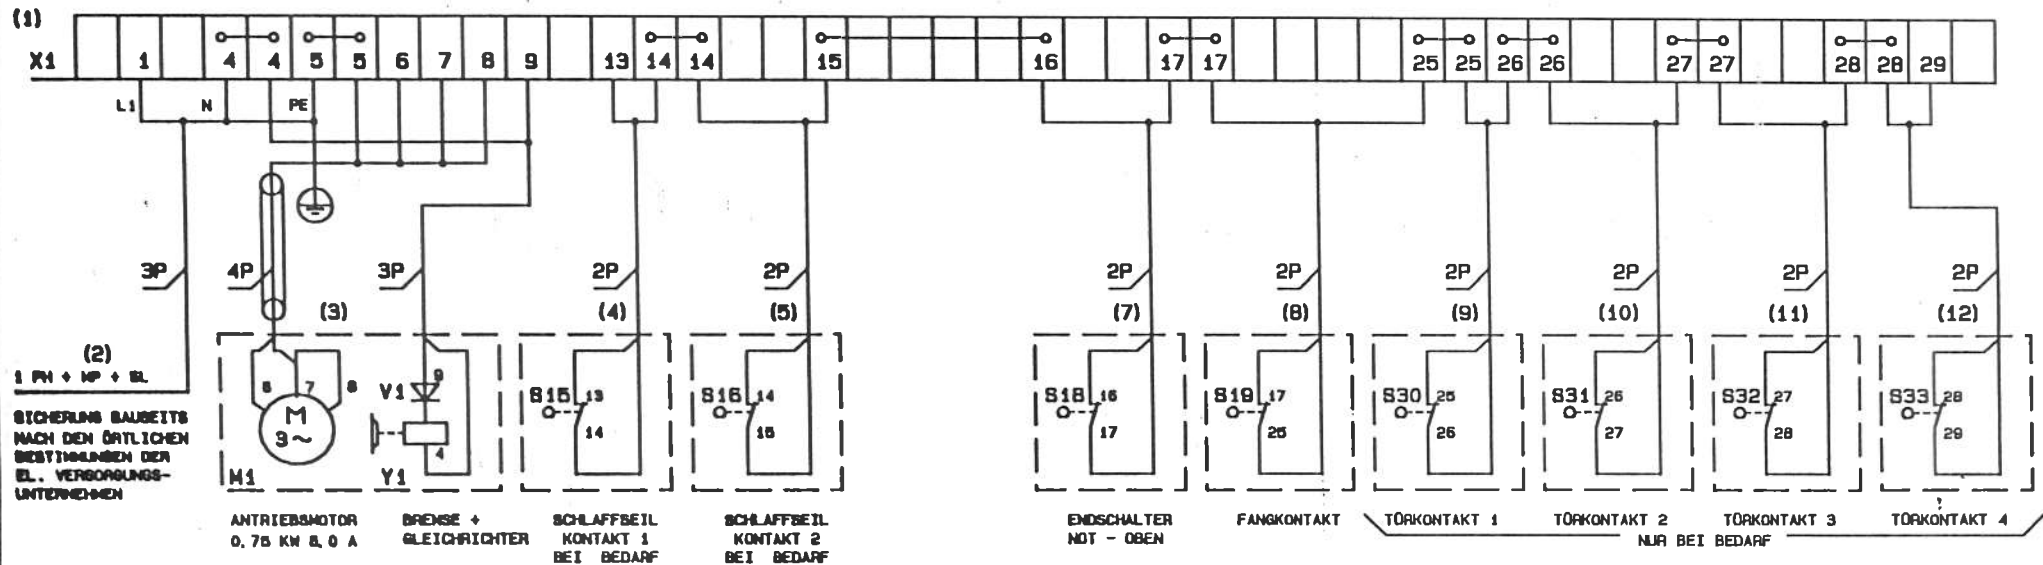 (1)
X1 1 4 4 5 5 6 7 8 9 13 14 14 15 16 17 17 25 25 26 26 27 27 28 28 29
L1 N PE
3P 4P 3P 2P 2P 2P 2P 2P 2P 2P 2P
(2) (3) (4) (5) (7) (8) (9) (10) (11) (12)
1 PH + MP + SL
SICHERUNG BAUSEITS
NACH DEN ÖRTLICHEN
BESTIMMUNGEN DER
EL. VERSORGUNGS-
UNTERNEHMEN
6 7 8
M
3~
M1
V1 9
4
Y1
S15 13
14
S16 14
15
S18 16
17
S19 17
25
S30 25
26
S31 26
27
S32 27
28
S33 28
29
ANTRIEBSMOTOR
0,75 KW 8,0 A
BREMSE +
GLEICHRICHTER
SCHLAFFSEIL
KONTAKT 1
BEI BEDARF
SCHLAFFSEIL
KONTAKT 2
BEI BEDARF
ENDSCHALTER
NOT - OBEN
FANGKONTAKT
TÜRKONTAKT 1
TÜRKONTAKT 2
TÜRKONTAKT 3
TÜRKONTAKT 4
NUR BEI BEDARF